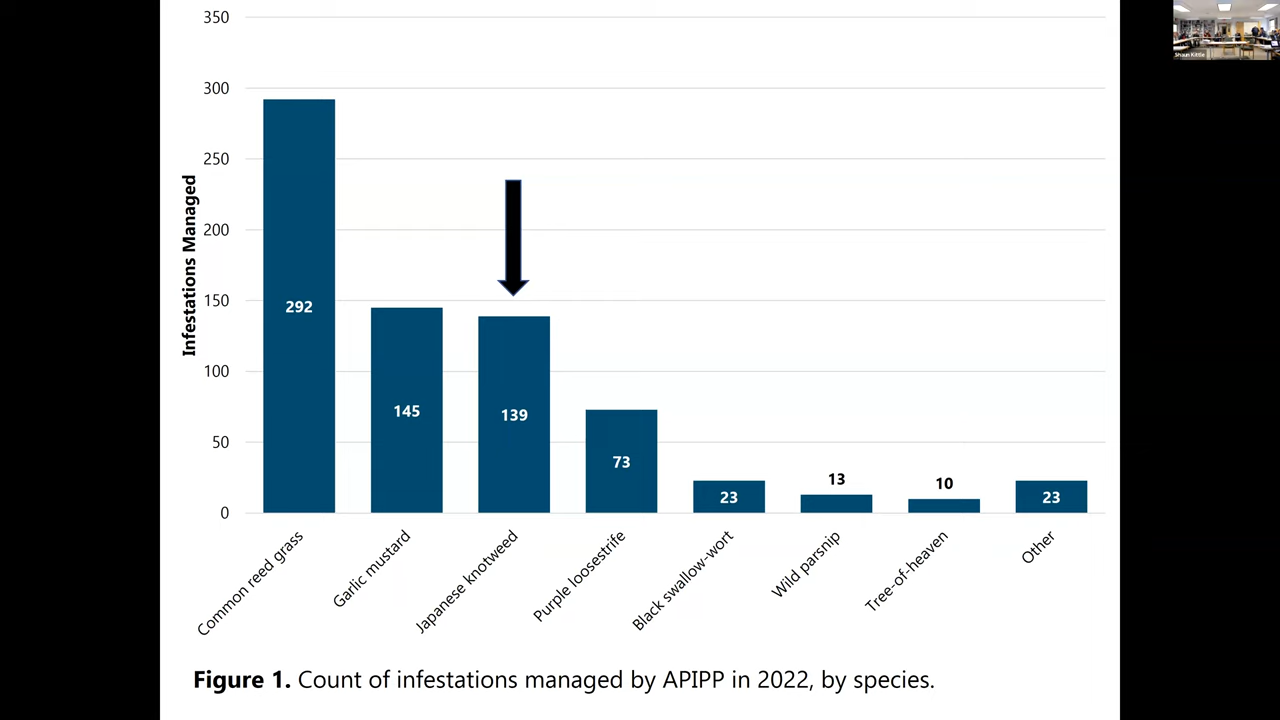 350
300
250
200
150
100
50
0
Infestations Managed
292
145
139
73
23
13
10
23
Common reed grass
Garlic mustard
Japanese knotweed
Purple loosestrife
Black swallow-wort
Wild parsnip
Tree-of-heaven
Other
Figure 1. Count of infestations managed by APIPP in 2022, by species.
Shaun Kittle